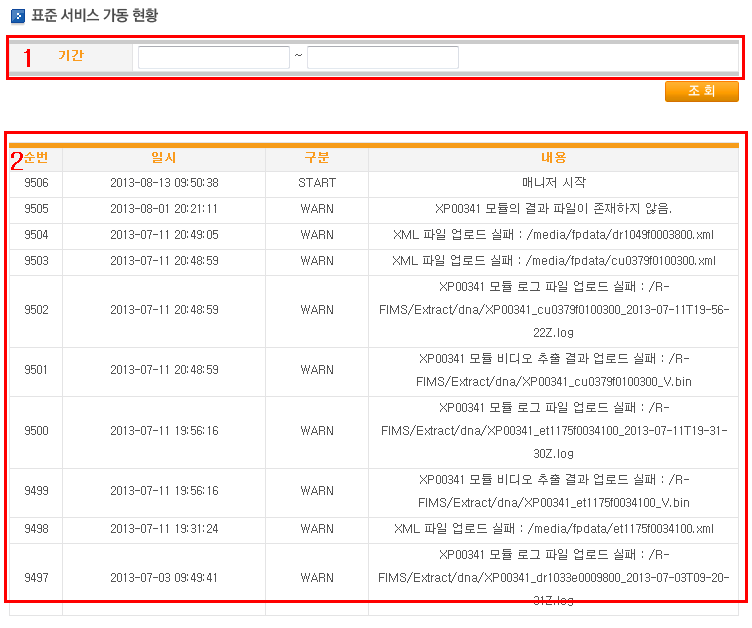 표준 서비스 가동 현황
1 기간 ~
조 회
2 순번 일시 구분 내용
9506 2013-08-13 09:50:38 START 매니저 시작
9505 2013-08-01 20:21:11 WARN XP00341 모듈의 결과 파일이 존재하지 않음.
9504 2013-07-11 20:49:05 WARN XML 파일 업로드 실패 : /media/fpdata/dr1049f0003800.xml
9503 2013-07-11 20:48:59 WARN XML 파일 업로드 실패 : /media/fpdata/cu0379f0100300.xml
XP00341 모듈 로그 파일 업로드 실패 : /R-
9502 2013-07-11 20:48:59 WARN FIMS/Extract/dna/XP00341_cu0379f0100300_2013-07-11T19-56-
22Z.log
XP00341 모듈 비디오 추출 결과 업로드 실패 : /R-
9501 2013-07-11 20:48:59 WARN
FIMS/Extract/dna/XP00341_cu0379f0100300_V.bin
XP00341 모듈 로그 파일 업로드 실패 : /R-
9500 2013-07-11 19:56:16 WARN FIMS/Extract/dna/XP00341_et1175f0034100_2013-07-11T19-31-
30Z.log
XP00341 모듈 비디오 추출 결과 업로드 실패 : /R-
9499 2013-07-11 19:56:16 WARN
FIMS/Extract/dna/XP00341_et1175f0034100_V.bin
9498 2013-07-11 19:31:24 WARN XML 파일 업로드 실패 : /media/fpdata/et1175f0034100.xml
XP00341 모듈 로그 파일 업로드 실패 : /R-
9497 2013-07-03 09:49:41 WARN FIMS/Extract/dna/XP00341_dr1033e0009800_2013-07-03T09-20-
31Z.log